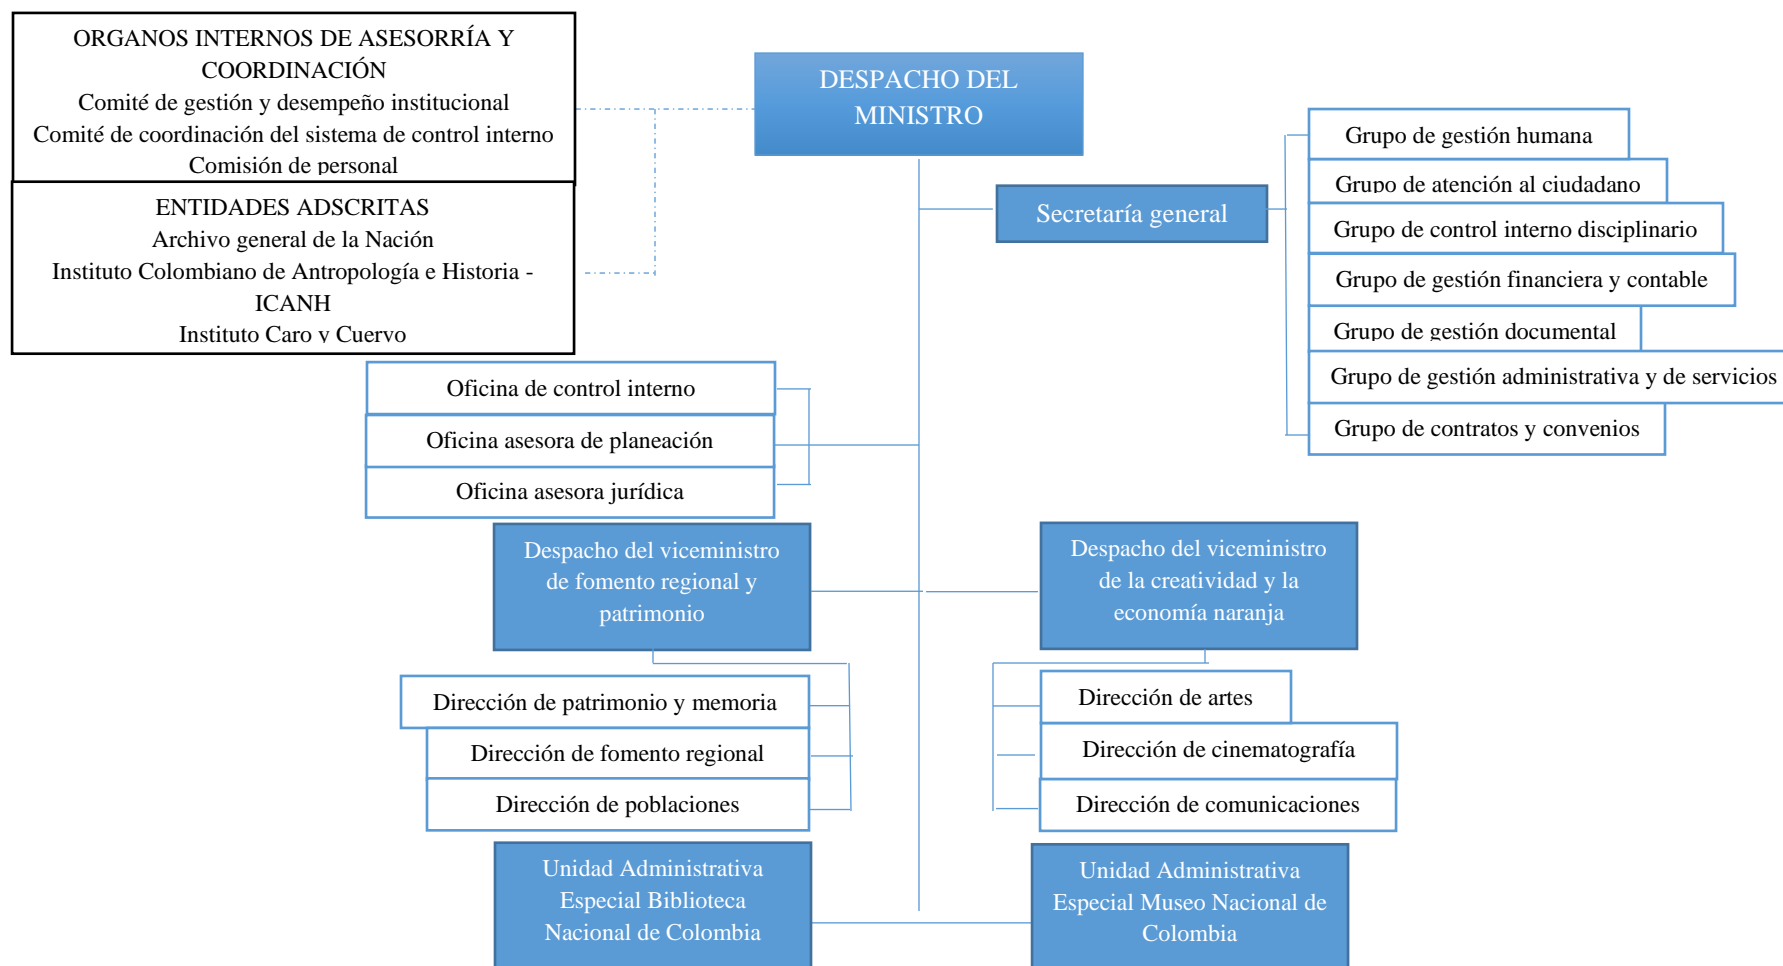 ORGANOS INTERNOS DE ASESORRÍA Y
COORDINACIÓN
Comité de gestión y desempeño institucional
Comité de coordinación del sistema de control interno
Comisión de personal
ENTIDADES ADSCRITAS
Archivo general de la Nación
Instituto Colombiano de Antropología e Historia -
ICANH
Instituto Caro y Cuervo
DESPACHO DEL
MINISTRO
Secretaría general
Grupo de gestión humana
Grupo de atención al ciudadano
Grupo de control interno disciplinario
Grupo de gestión financiera y contable
Grupo de gestión documental
Grupo de gestión administrativa y de servicios
Grupo de contratos y convenios
Oficina de control interno
Oficina asesora de planeación
Oficina asesora jurídica
Despacho del viceministro
de fomento regional y
patrimonio
Despacho del viceministro
de la creatividad y la
economía naranja
Dirección de patrimonio y memoria
Dirección de fomento regional
Dirección de poblaciones
Dirección de artes
Dirección de cinematografía
Dirección de comunicaciones
Unidad Administrativa
Especial Biblioteca
Nacional de Colombia
Unidad Administrativa
Especial Museo Nacional de
Colombia